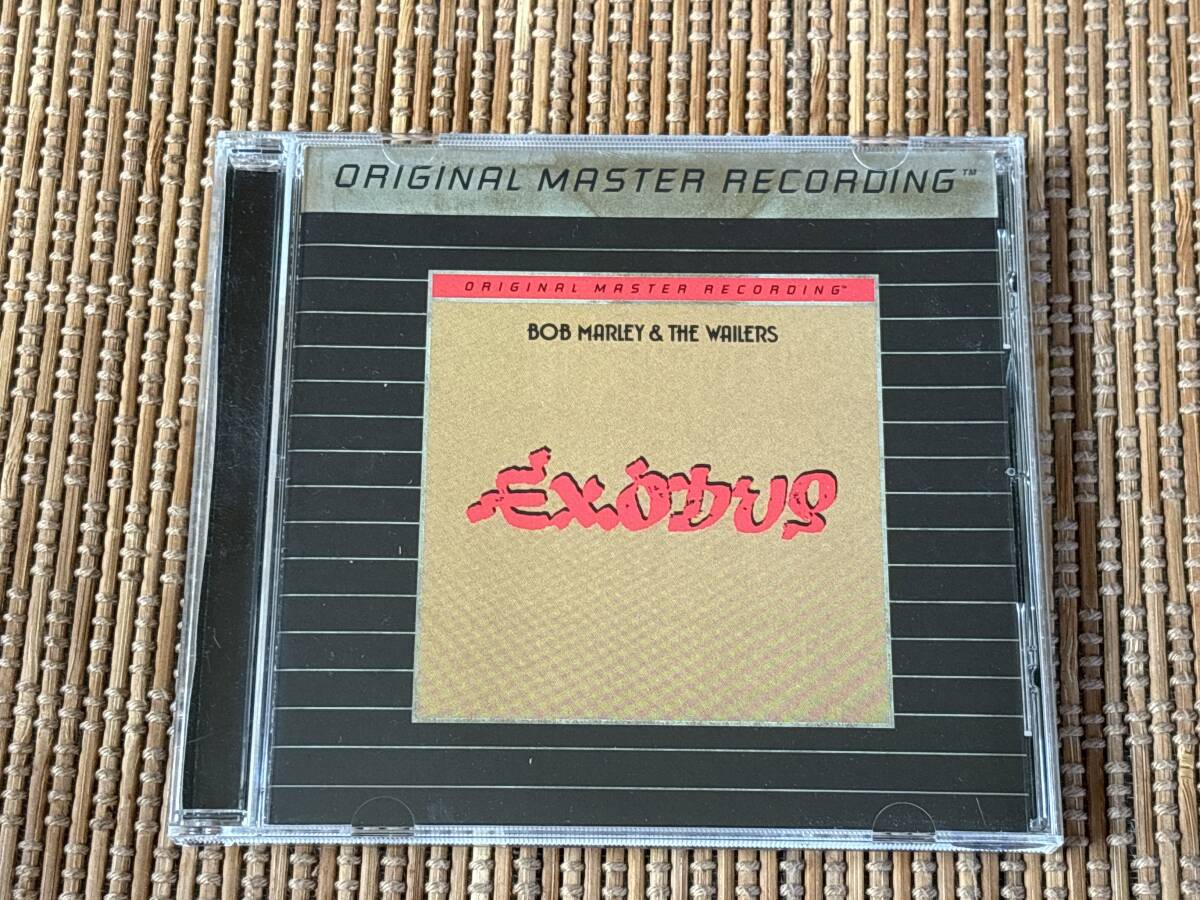 ORIGINAL MASTER RECORDING™
ORIGINAL MASTER RECORDING™
BOB MARLEY & THE WAILERS
EXODUS